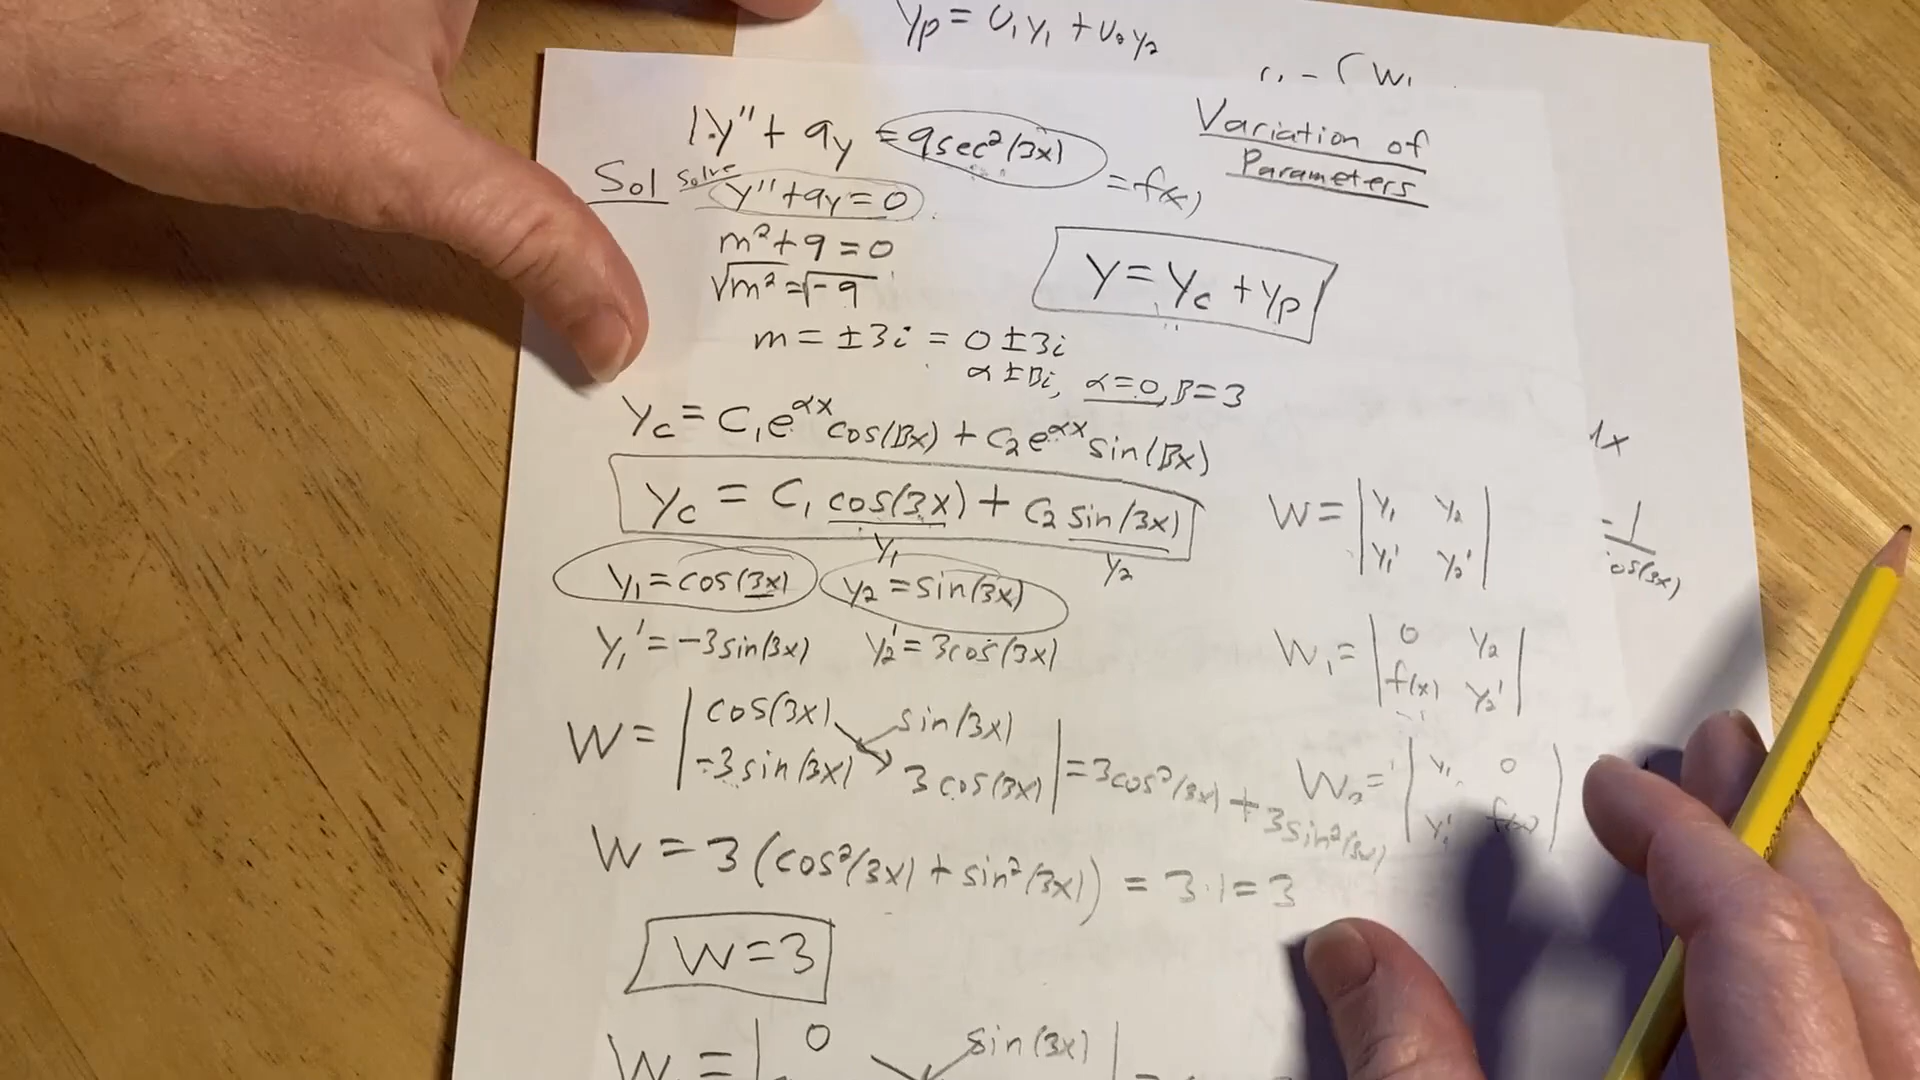 yp = u₁y₁ + u₂y₂
W₁
Variation of
Parameters
1·y'' + 9y = 9sec²(3x) = f(x)
Sol solve y'' + 9y = 0
m² + 9 = 0
√m² = √-9
y = yc + yp
m = ±3i = 0 ± 3i
α ± Bi, α = 0, B = 3
yc = C₁e^αx cos(Bx) + C₂e^αx sin(Bx)
yc = C₁ cos(3x) + C₂ sin(3x)
y₁ y₂
y₁ = cos(3x) y₂ = sin(3x)
y₁' = -3sin(3x) y₂' = 3cos(3x)
W = | cos(3x) sin(3x) |
| -3sin(3x) 3cos(3x) | = 3cos²(3x) + 3sin²(3x)
W = 3(cos²(3x) + sin²(3x)) = 3·1 = 3
W = 3
0 sin(3x)
W = | y₁ y₂ |
| y₁' y₂' |
W₁ = | 0 y₂ |
| f(x) y₂' |
W₂ = | y₁ 0 |
| y₁' f(x) |